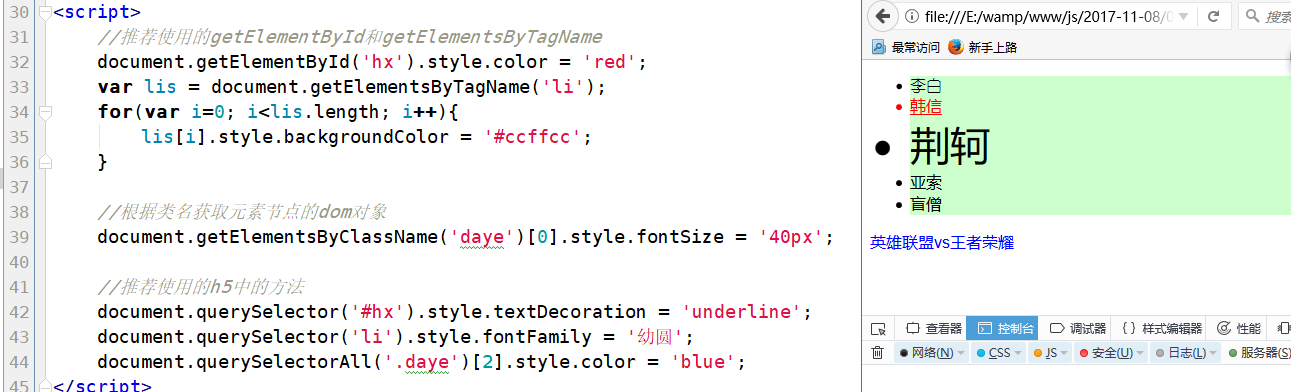 30 <script>
31 //推荐使用的getElementById和getElementsByTagName
32 document.getElementById('hx').style.color = 'red';
33 var lis = document.getElementsByTagName('li');
34 for(var i=0; i<lis.length; i++){
35 lis[i].style.backgroundColor = '#ccffcc';
36 }
37
38 //根据类名获取元素节点的dom对象
39 document.getElementsByClassName('daye')[0].style.fontSize = '40px';
40
41 //推荐使用的h5中的方法
42 document.querySelector('#hx').style.textDecoration = 'underline';
43 document.querySelector('li').style.fontFamily = '幼圆';
44 document.querySelectorAll('.daye')[2].style.color = 'blue';
45 </script>
file:///E:/wamp/www/js/2017-11-08/0
搜索
最常访问 新手上路
李白
韩信
荆轲
亚索
盲僧
英雄联盟vs王者荣耀
查看器 控制台 调试器 {} 样式编辑器 性能
网络(N) CSS JS 安全(U) 日志(L) 服务器(S)